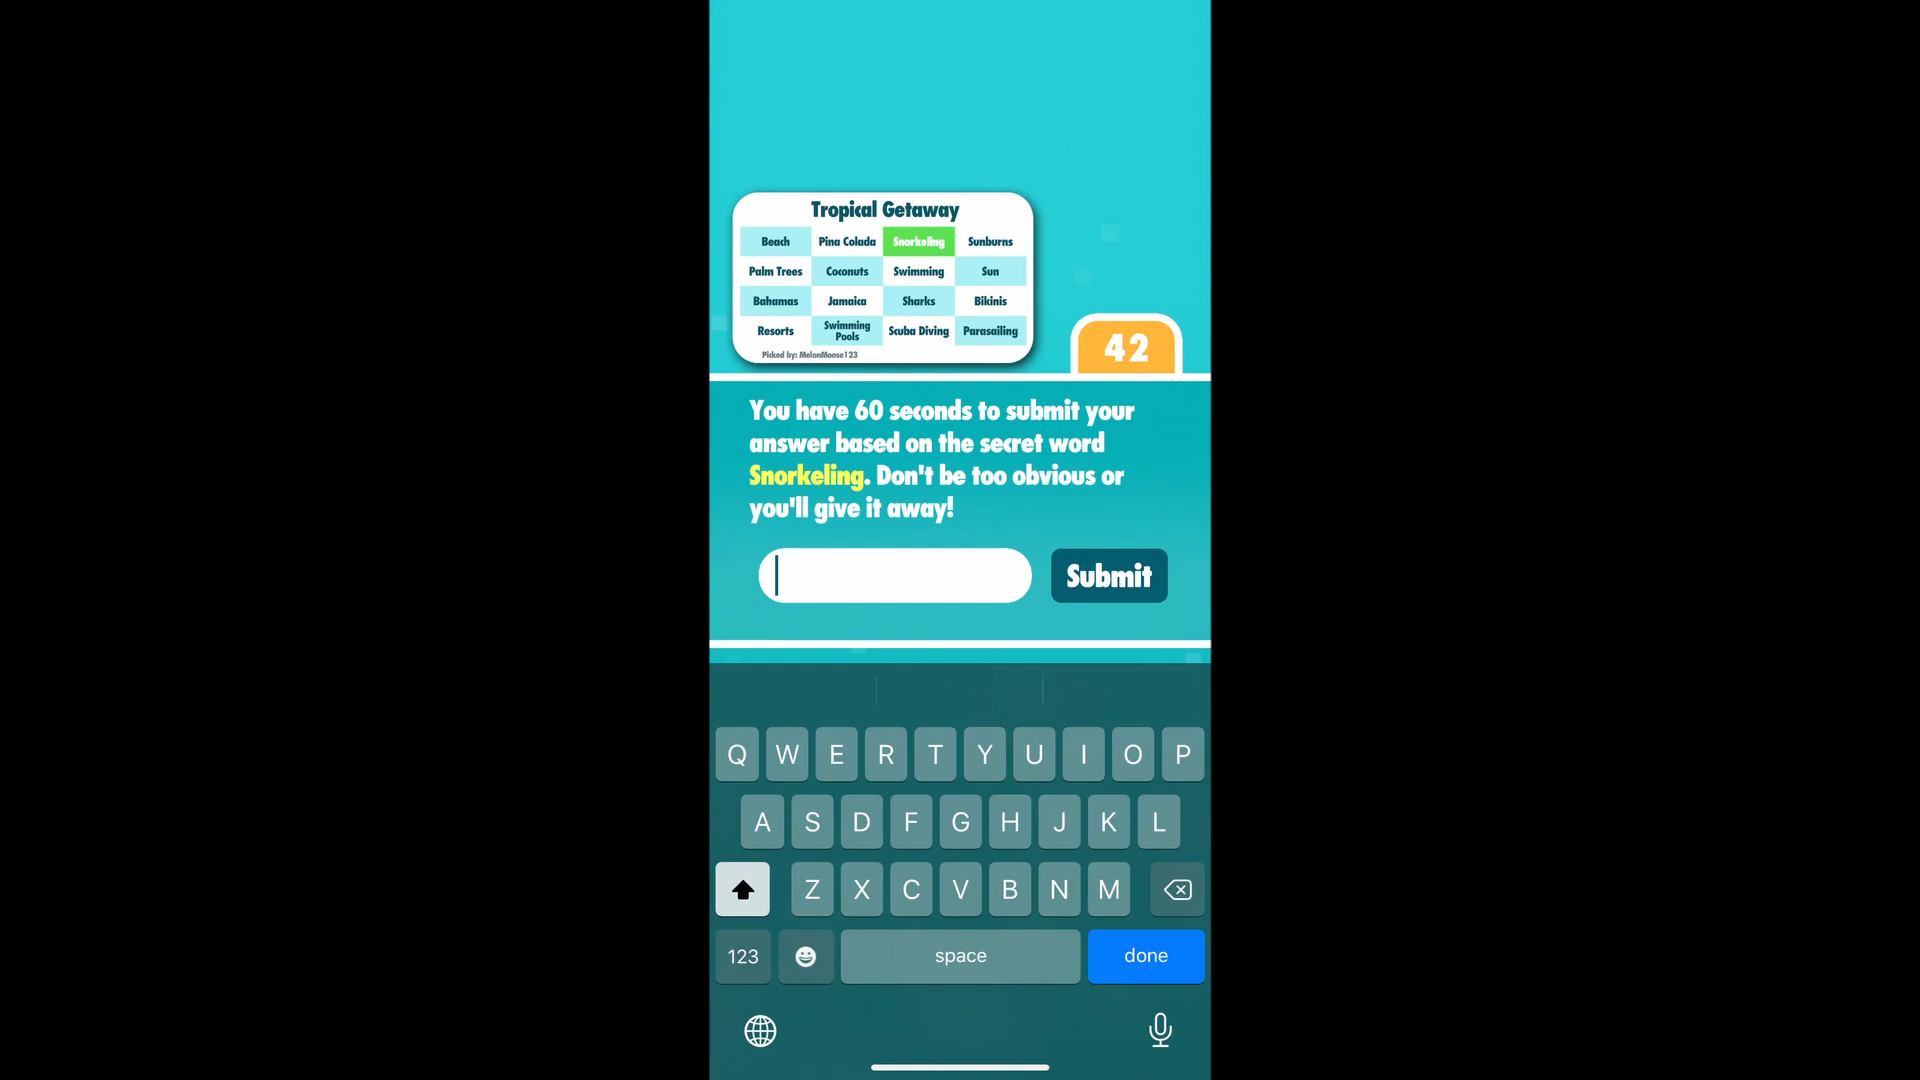 Tropical Getaway
Beach Pina Colada Snorkeling Sunburns
Palm Trees Coconuts Swimming Sun
Bahamas Jamaica Sharks Bikinis
Resorts Swimming Pools Scuba Diving Parasailing
Picked by: MelonMoose123
42
You have 60 seconds to submit your
answer based on the secret word
Snorkeling. Don't be too obvious or
you'll give it away!
Submit
Q W E R T Y U I O P
A S D F G H J K L
Z X C V B N M
123 space done